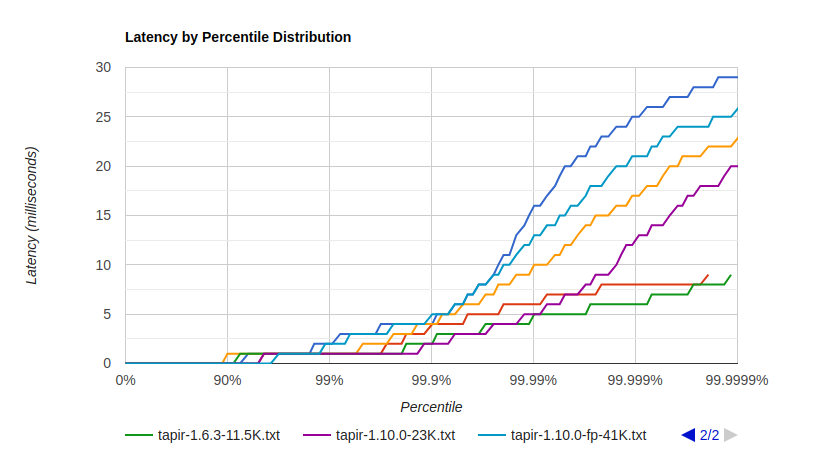 Latency by Percentile Distribution
30
25
20
15
10
5
0
Latency (milliseconds)
0% 90% 99% 99.9% 99.99% 99.999% 99.9999%
Percentile
tapir-1.6.3-11.5K.txt tapir-1.10.0-23K.txt tapir-1.10.0-fp-41K.txt 2/2